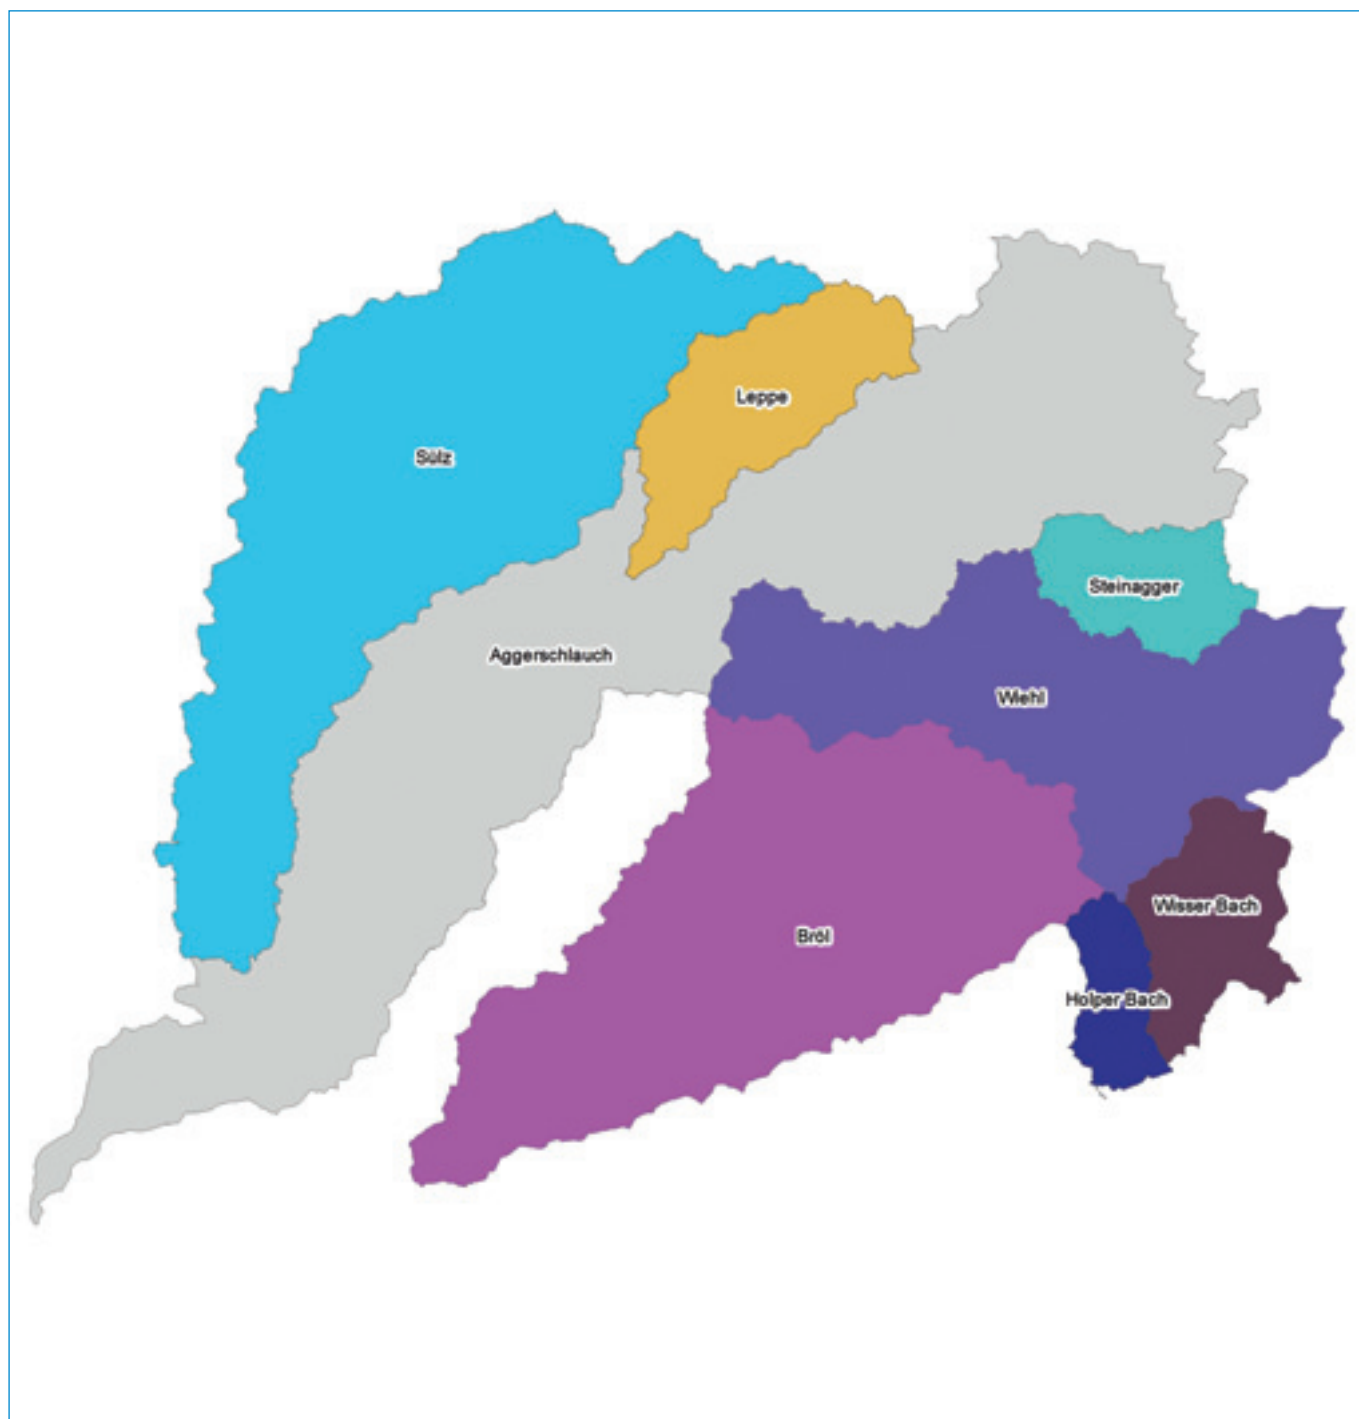 Leppe
Sülz
Steinagger
Aggerschlauch
Wiehl
Wisser Bach
Bröl
Holper Bach